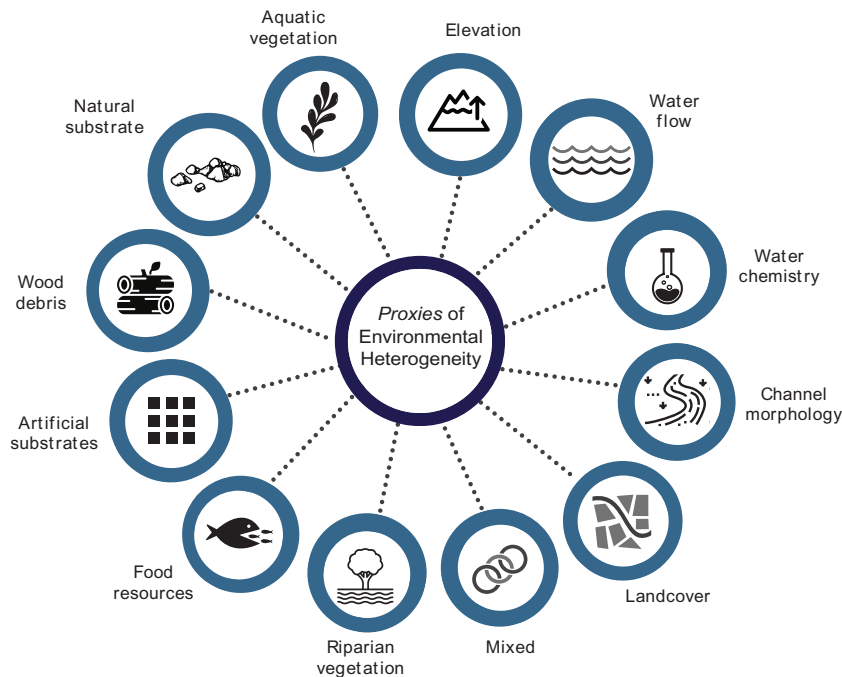 Aquatic
vegetation
Elevation
Water
flow
Water
chemistry
Channel
morphology
Landcover
Mixed
Riparian
vegetation
Food
resources
Artificial
substrates
Wood
debris
Natural
substrate
Proxies of
Environmental
Heterogeneity